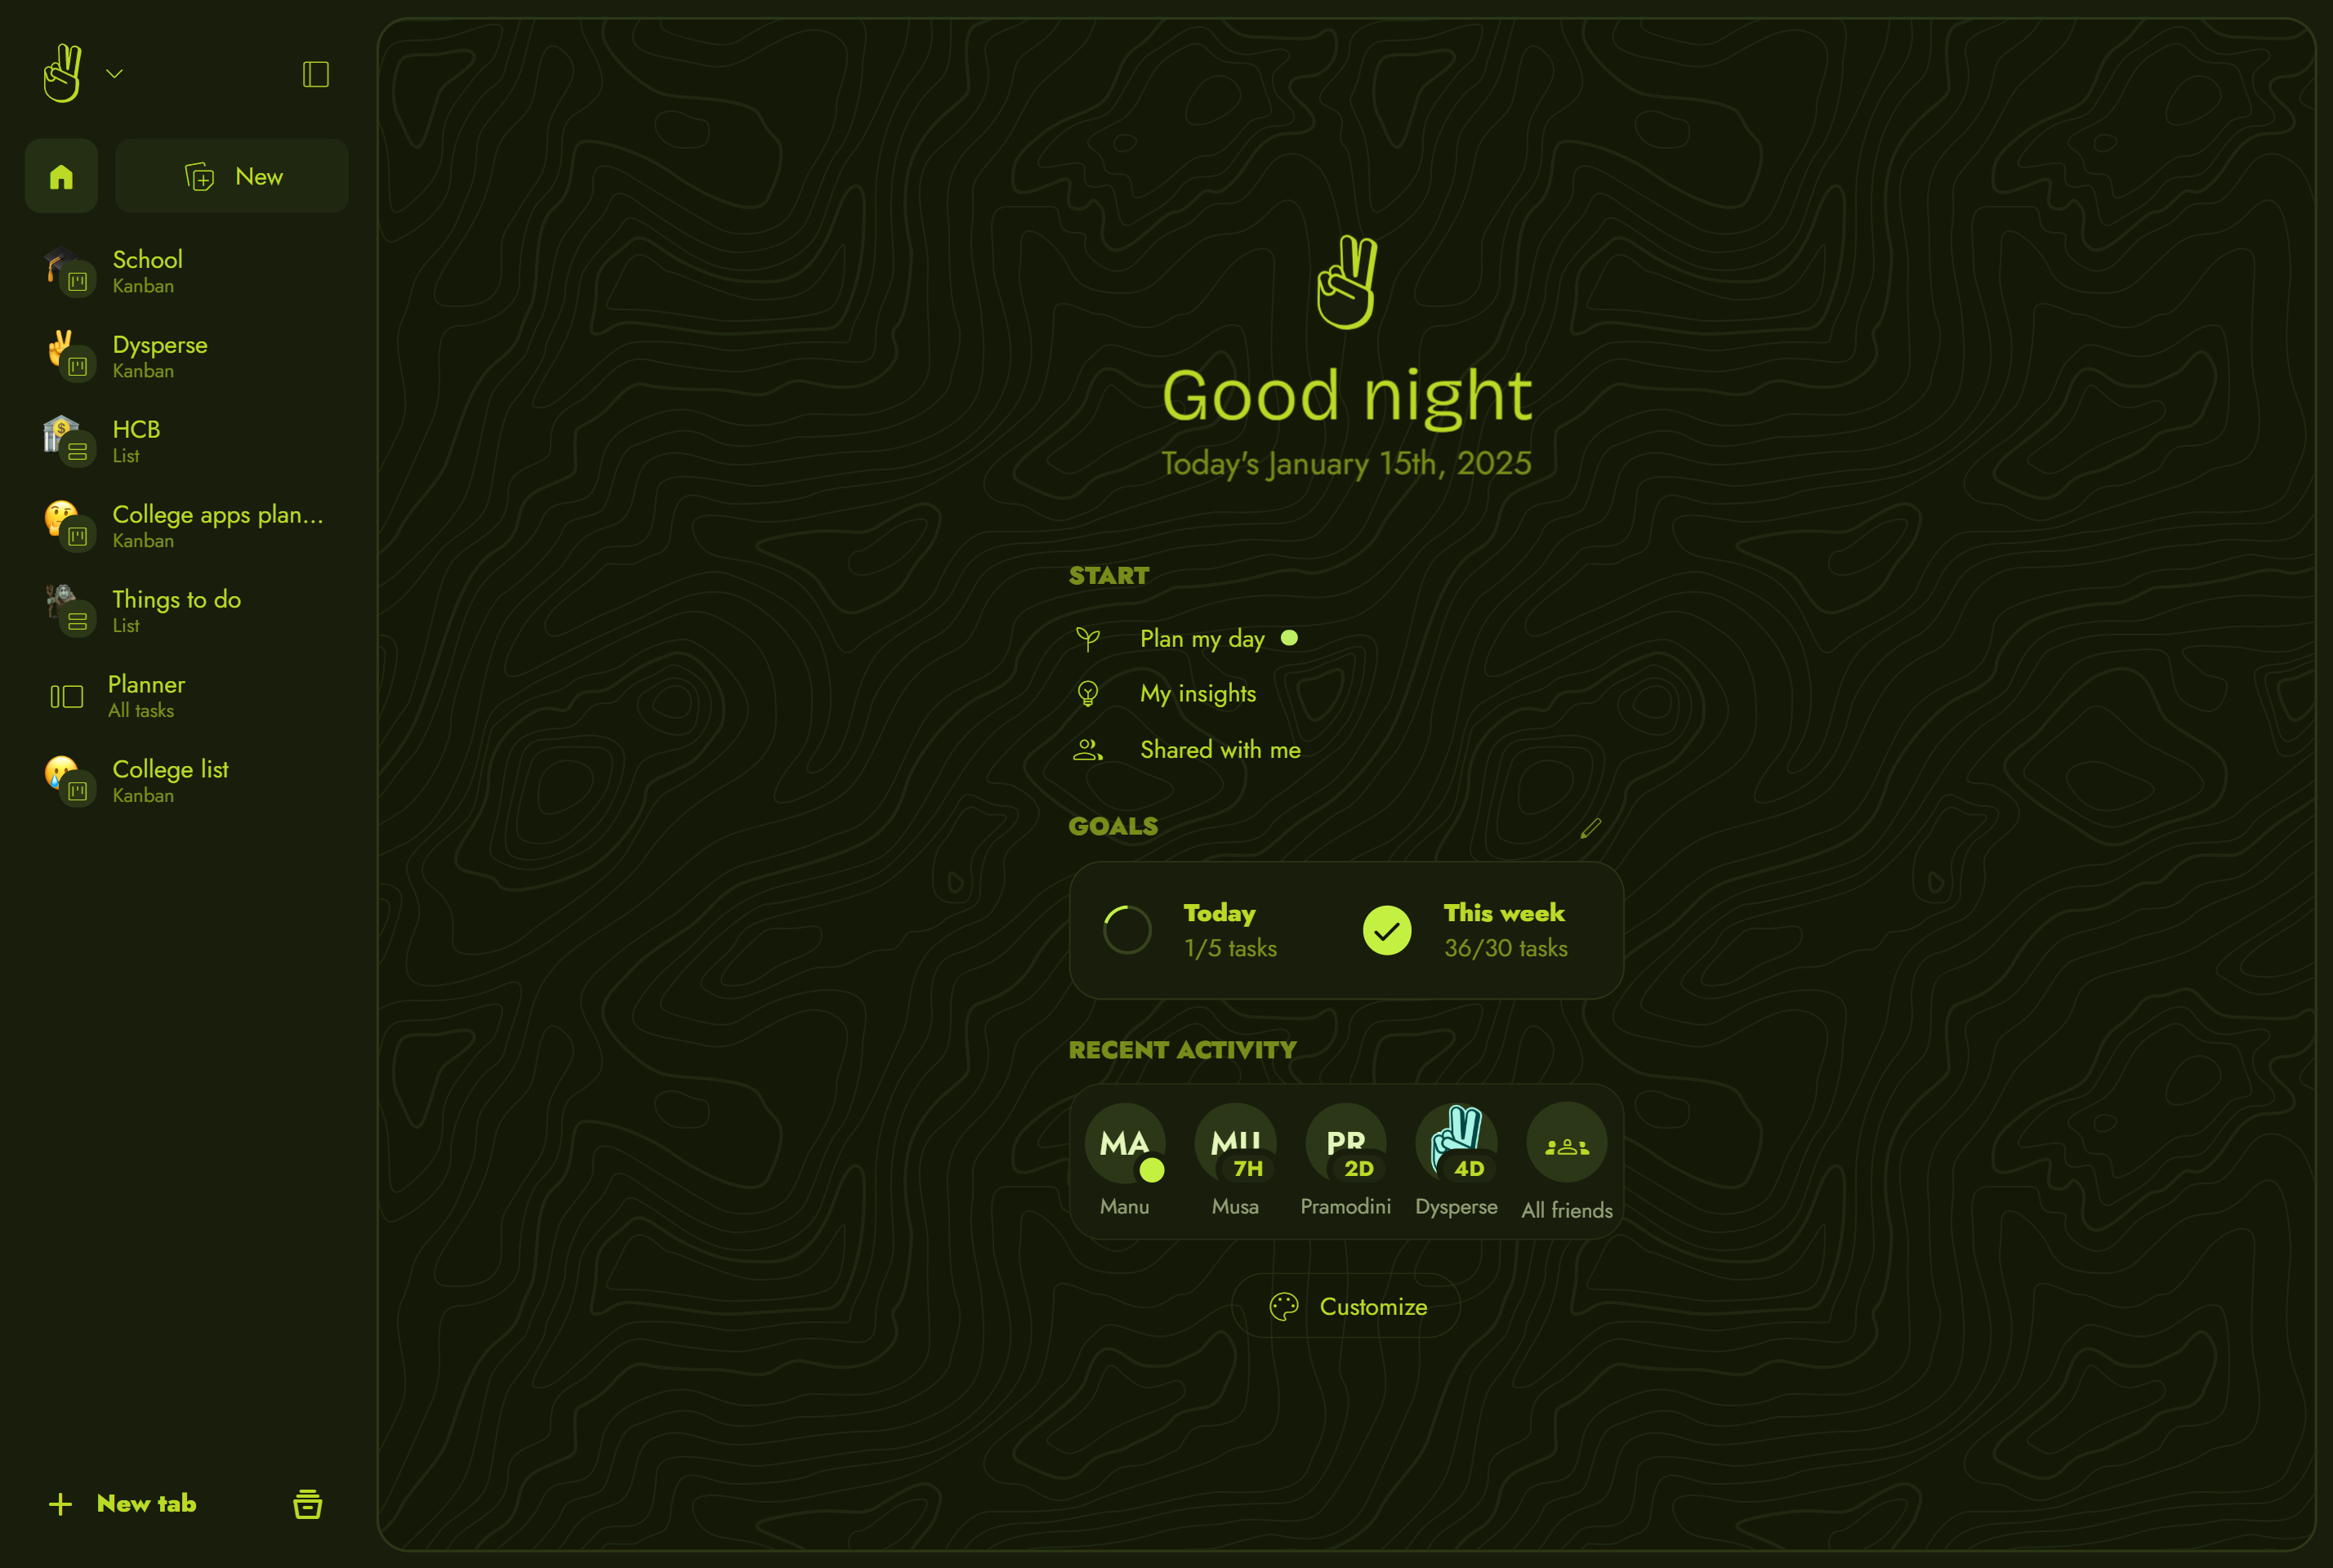 New
School
Kanban
Dysperse
Kanban
HCB
List
College apps plan...
Kanban
Things to do
List
Planner
All tasks
College list
Kanban
New tab
Good night
Today's January 15th, 2025
START
Plan my day
My insights
Shared with me
GOALS
Today
1/5 tasks
This week
36/30 tasks
RECENT ACTIVITY
MA
Manu
MU
7H
Musa
PR
2D
Pramodini
4D
Dysperse
All friends
Customize